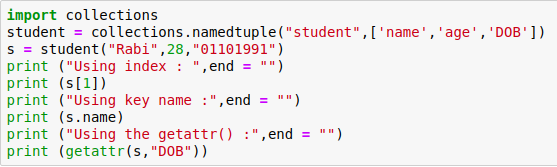 import collections
student = collections.namedtuple("student",['name','age','DOB'])
s = student("Rabi",28,"01101991")
print ("Using index : ",end = "")
print (s[1])
print ("Using key name :",end = "")
print (s.name)
print ("Using the getattr() :",end = "")
print (getattr(s,"DOB"))